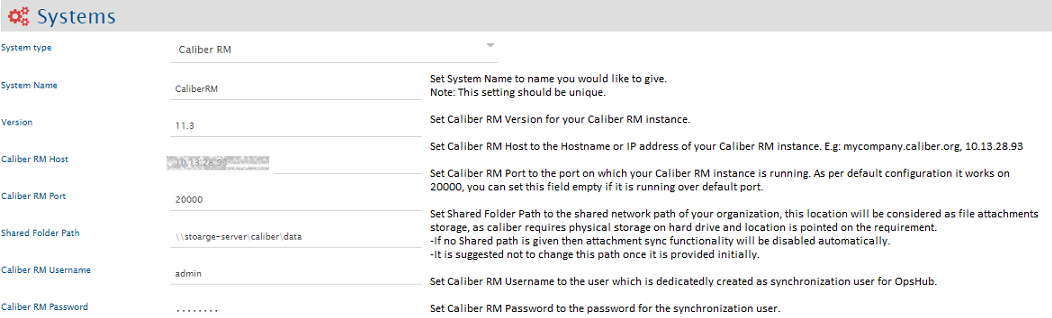 Systems
System type
Caliber RM
System Name
CaliberRM
Set System Name to name you would like to give.
Note: This setting should be unique.
Version
11.3
Set Caliber RM Version for your Caliber RM instance.
Caliber RM Host
10.13.28.93
Set Caliber RM Host to the Hostname or IP address of your Caliber RM instance. E.g: mycompany.caliber.org, 10.13.28.93
Caliber RM Port
20000
Set Caliber RM Port to the port on which your Caliber RM instance is running. As per default configuration it works on
20000, you can set this field empty if it is running over default port.
Shared Folder Path
\\stoarge-server\caliber\data
Set Shared Folder Path to the shared network path of your organization, this location will be considered as file attachments
storage, as caliber requires physical storage on hard drive and location is pointed on the requirement.
-If no Shared path is given then attachment sync functionality will be disabled automatically.
-It is suggested not to change this path once it is provided initially.
Caliber RM Username
admin
Set Caliber RM Username to the user which is dedicatedly created as synchronization user for OpsHub.
Caliber RM Password
........
Set Caliber RM Password to the password for the synchronization user.